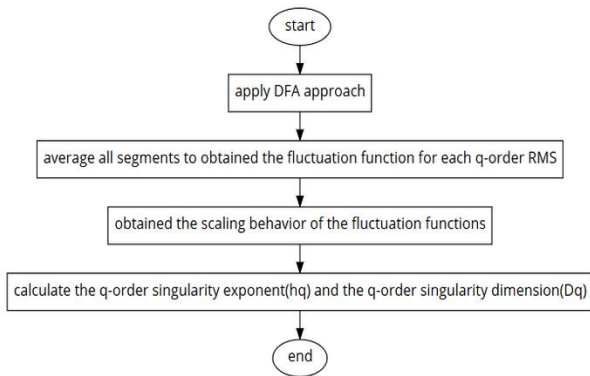 start
apply DFA approach
average all segments to obtained the fluctuation function for each q-order RMS
obtained the scaling behavior of the fluctuation functions
calculate the q-order singularity exponent(hq) and the q-order singularity dimension(Dq)
end